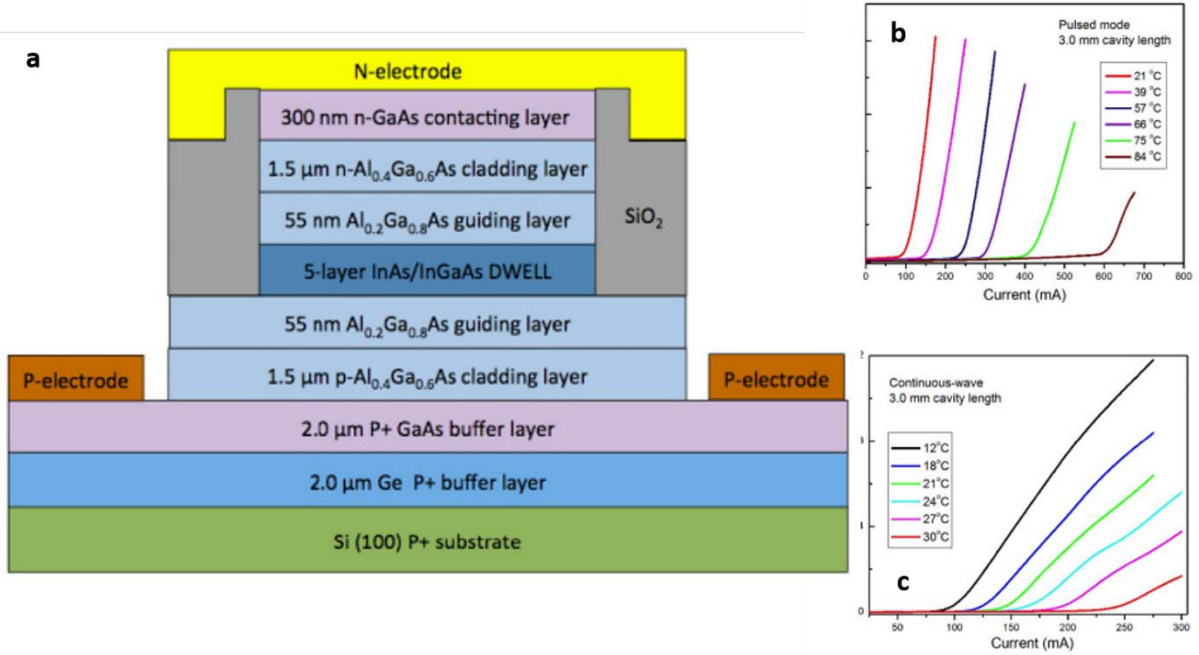 a
N-electrode
300 nm n-GaAs contacting layer
1.5 μm n-Al0.4Ga0.6As cladding layer
55 nm Al0.2Ga0.8As guiding layer
SiO2
5-layer InAs/InGaAs DWELL
55 nm Al0.2Ga0.8As guiding layer
P-electrode
1.5 μm p-Al0.4Ga0.6As cladding layer
P-electrode
2.0 μm P+ GaAs buffer layer
2.0 μm Ge P+ buffer layer
Si (100) P+ substrate
b
Pulsed mode
3.0 mm cavity length
21 °C
39 °C
57 °C
66 °C
75 °C
84 °C
0 100 200 300 400 500 600 700 800
Current (mA)
2
Continuous-wave
3.0 mm cavity length
12°C
18°C
21°C
24°C
27°C
30°C
c
0
50 100 150 200 250 300
Current (mA)